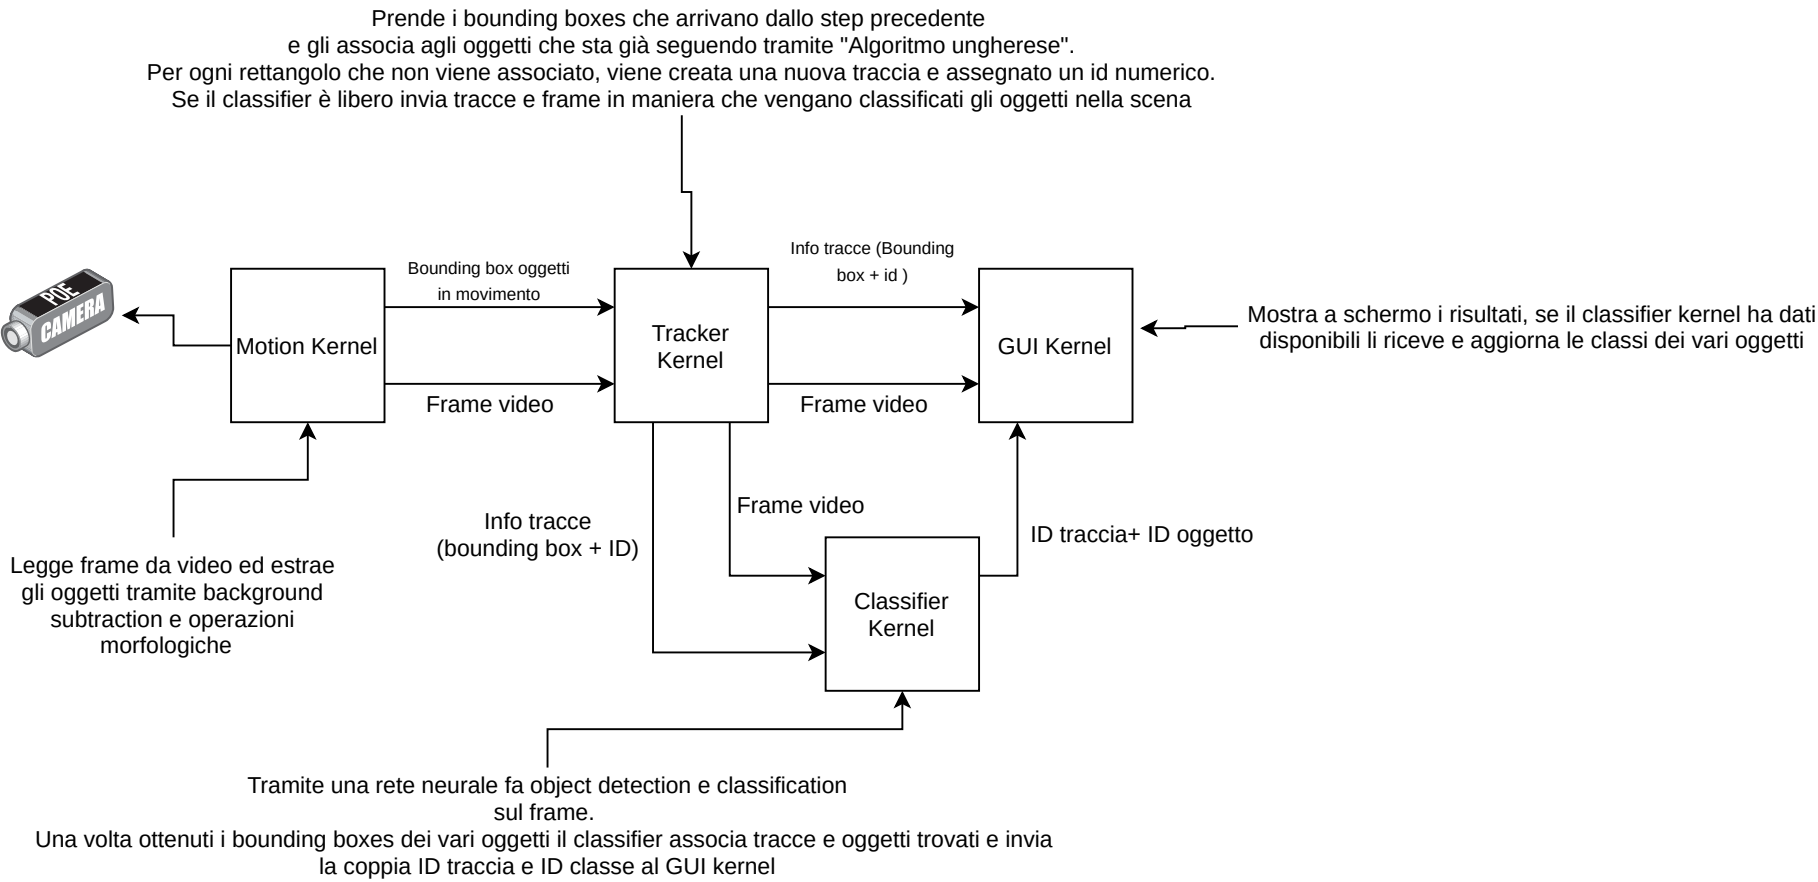 Prende i bounding boxes che arrivano dallo step precedente
e gli associa agli oggetti che sta già seguendo tramite "Algoritmo ungherese".
Per ogni rettangolo che non viene associato, viene creata una nuova traccia e assegnato un id numerico.
Se il classifier è libero invia tracce e frame in maniera che vengano classificati gli oggetti nella scena
POE
CAMERA
Motion Kernel
Bounding box oggetti
in movimento
Frame video
Tracker
Kernel
Info tracce (Bounding
box + id )
Frame video
GUI Kernel
Mostra a schermo i risultati, se il classifier kernel ha dati
disponibili li riceve e aggiorna le classi dei vari oggetti
Legge frame da video ed estrae
gli oggetti tramite background
subtraction e operazioni
morfologiche
Info tracce
(bounding box + ID)
Frame video
Classifier
Kernel
ID traccia+ ID oggetto
Tramite una rete neurale fa object detection e classification
sul frame.
Una volta ottenuti i bounding boxes dei vari oggetti il classifier associa tracce e oggetti trovati e invia
la coppia ID traccia e ID classe al GUI kernel